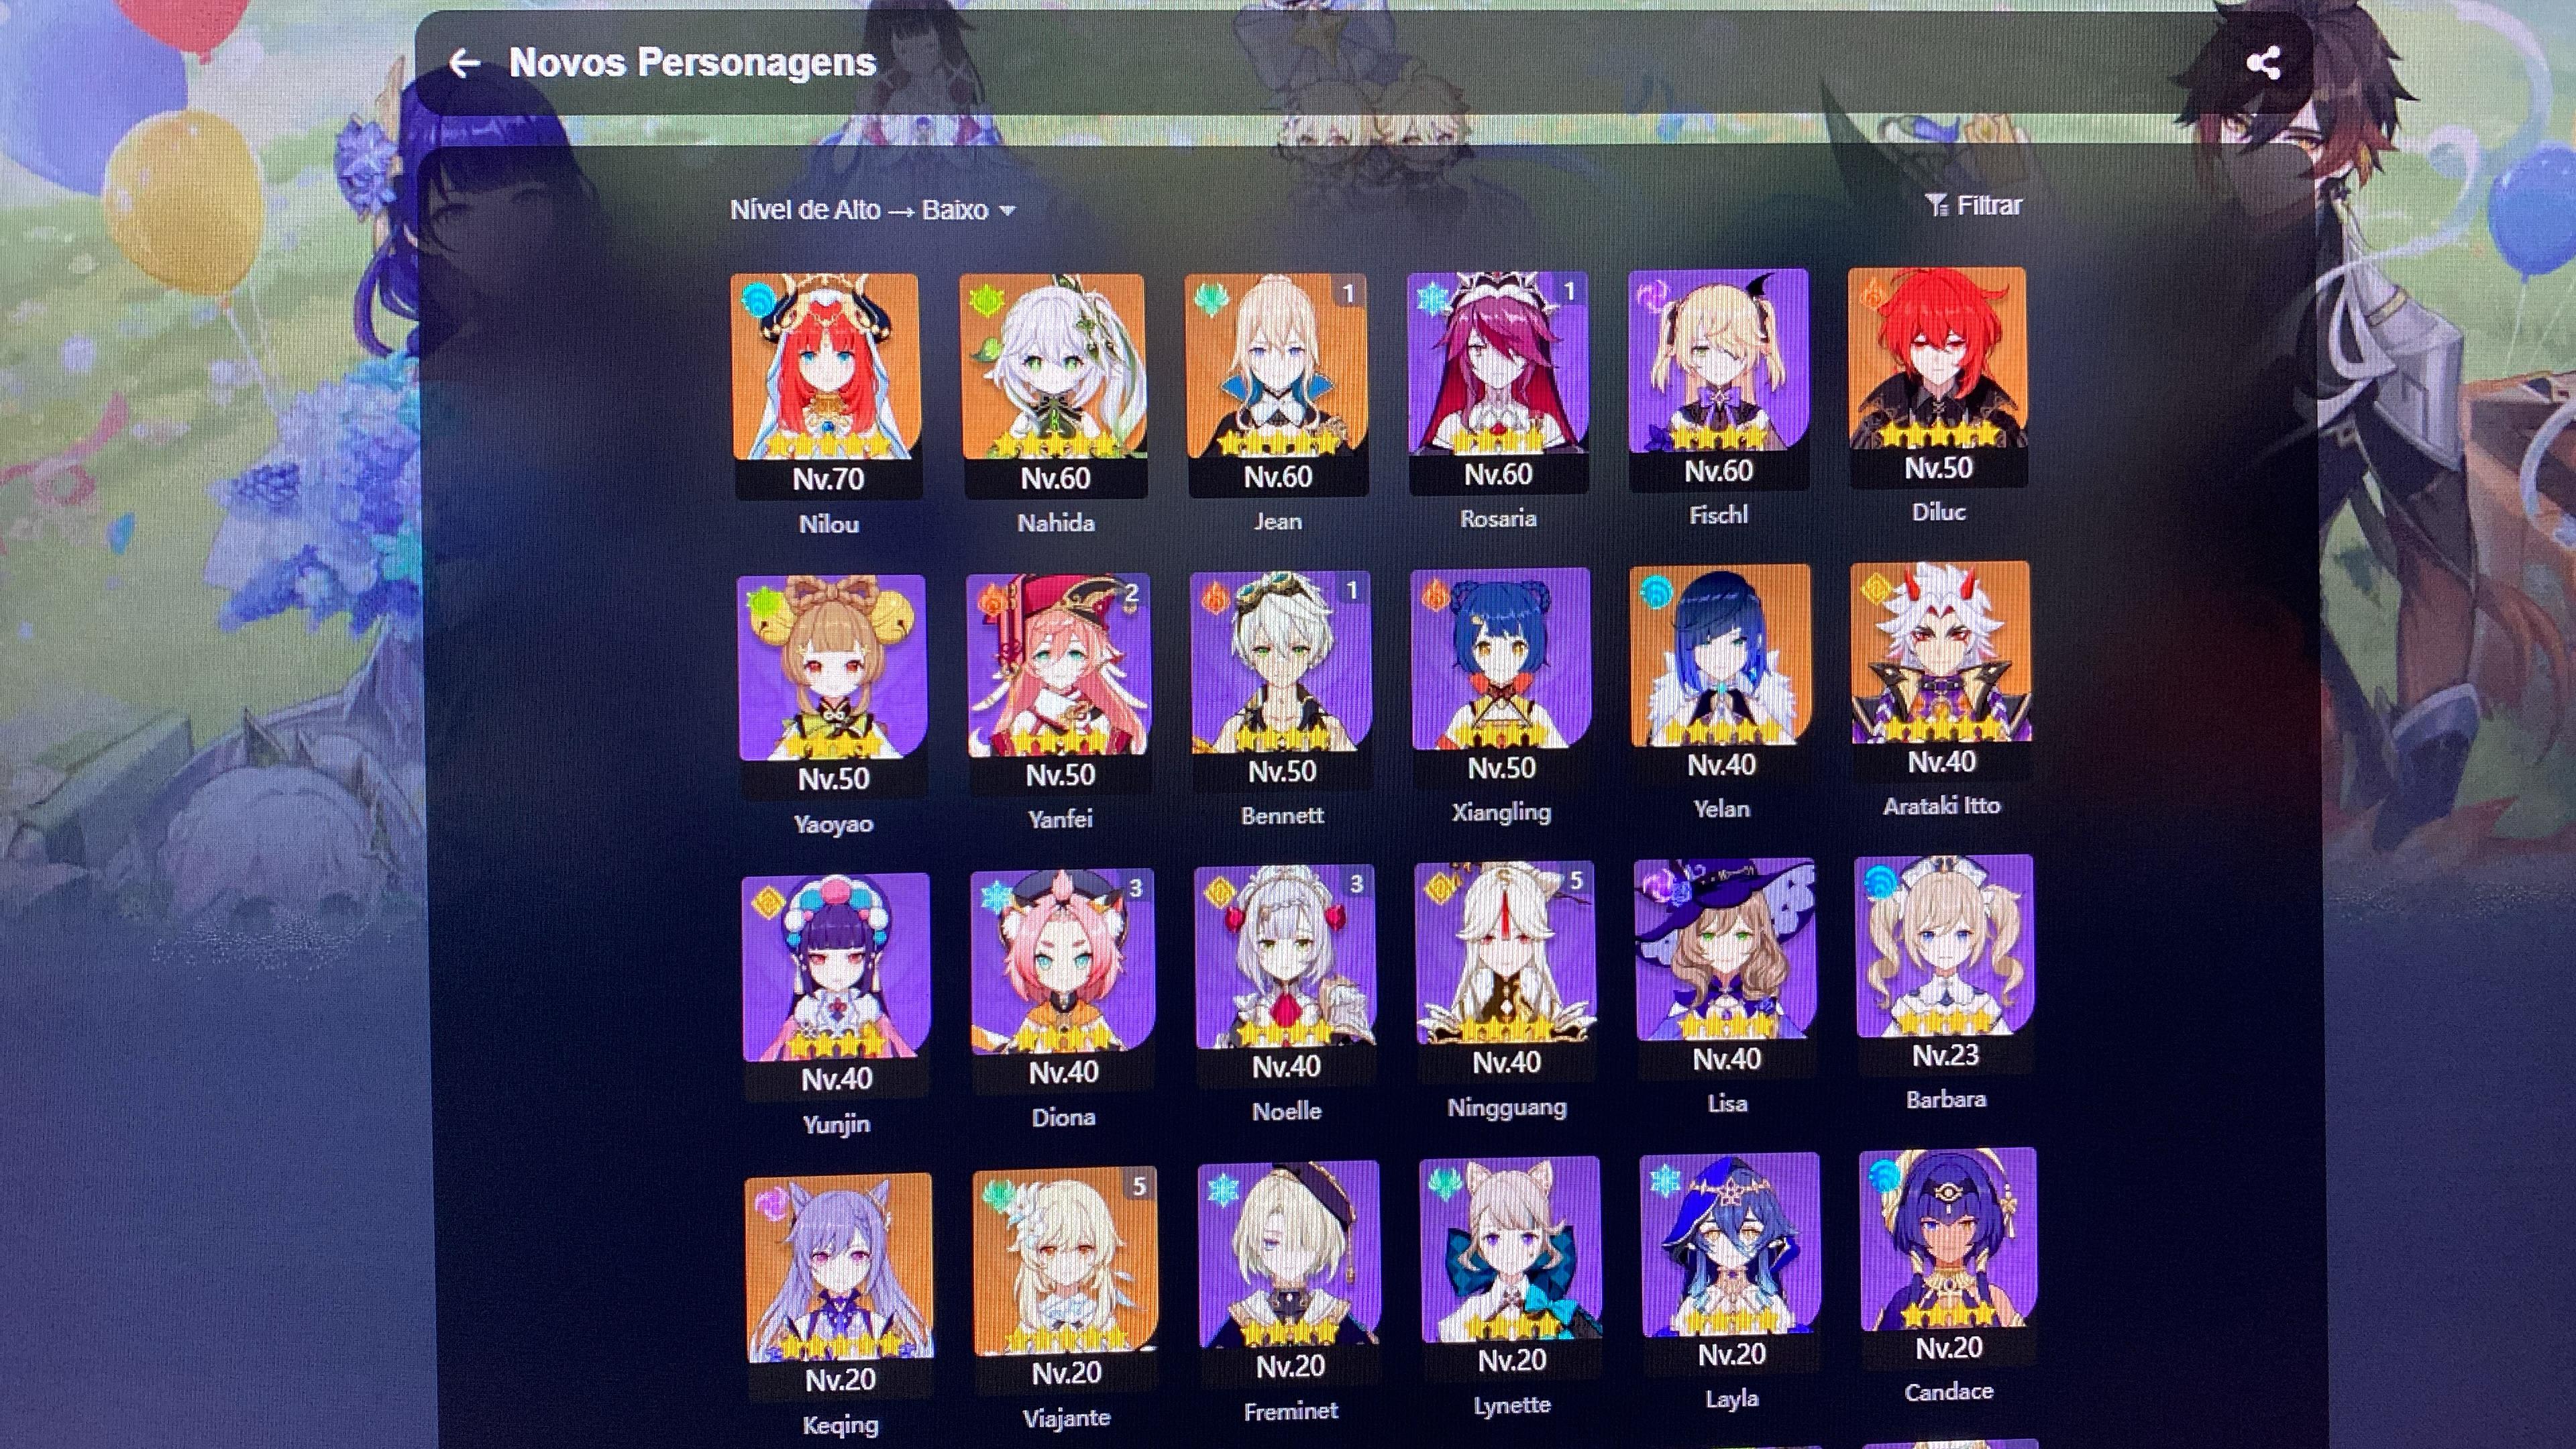 Novos Personagens
Nível de Alto → Baixo
Filtrar
1
1
Nv.70
Nv.60
Nv.60
Nv.60
Nv.60
Nv.50
Nilou
Nahida
Jean
Rosaria
Fischl
Diluc
2
1
Nv.50
Nv.50
Nv.50
Nv.50
Nv.40
Nv.40
Yaoyao
Yanfei
Bennett
Xiangling
Yelan
Arataki Itto
3
3
5
Nv.40
Nv.40
Nv.40
Nv.40
Nv.40
Nv.23
Yunjin
Diona
Noelle
Ningguang
Lisa
Barbara
5
Nv.20
Nv.20
Nv.20
Nv.20
Nv.20
Nv.20
Keqing
Viajante
Freminet
Lynette
Layla
Candace